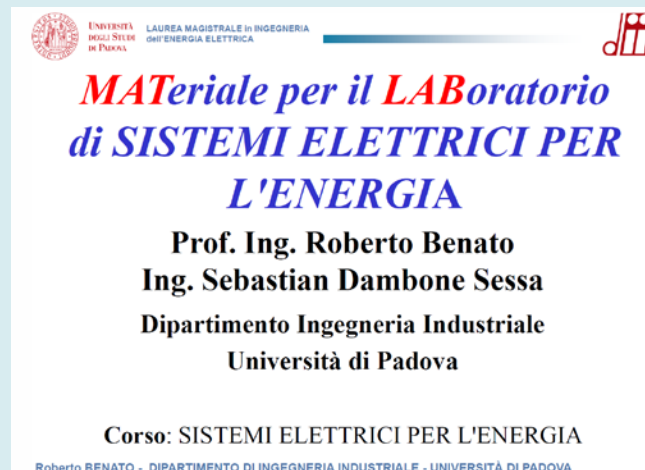 UNIVERSITÀ
DEGLI STUDI
DI PADOVA
LAUREA MAGISTRALE in INGEGNERIA
dell'ENERGIA ELETTRICA
dii
MATeriale per il LABoratorio
di SISTEMI ELETTRICI PER
L'ENERGIA
Prof. Ing. Roberto Benato
Ing. Sebastian Dambone Sessa
Dipartimento Ingegneria Industriale
Università di Padova
Corso: SISTEMI ELETTRICI PER L'ENERGIA
Roberto BENATO - DIPARTIMENTO DI INGEGNERIA INDUSTRIALE - UNIVERSITÀ DI PADOVA